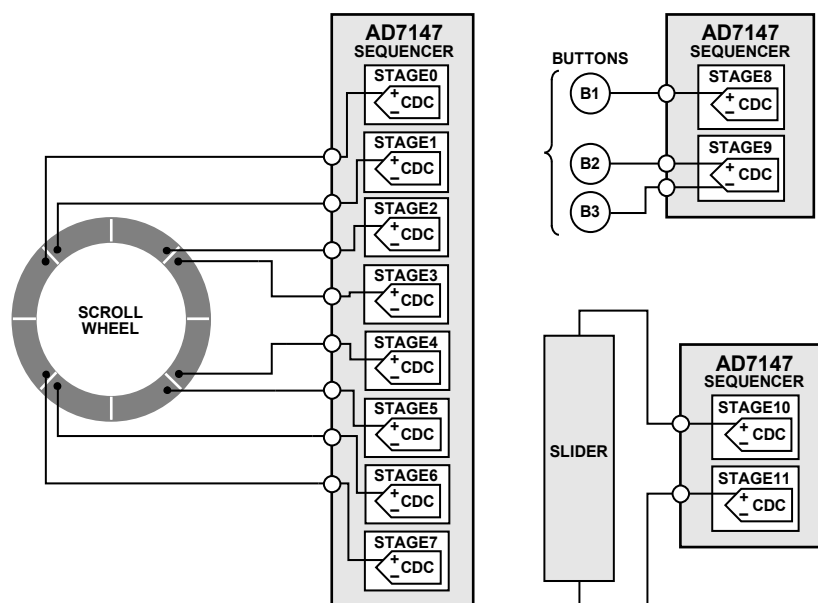 AD7147
SEQUENCER
STAGE0
+
–
CDC
STAGE1
+
–
CDC
STAGE2
+
–
CDC
STAGE3
+
–
CDC
STAGE4
+
–
CDC
STAGE5
+
–
CDC
STAGE6
+
–
CDC
STAGE7
+
–
CDC
SCROLL
WHEEL
BUTTONS
B1
B2
B3
AD7147
SEQUENCER
STAGE8
+
–
CDC
STAGE9
+
–
CDC
SLIDER
AD7147
SEQUENCER
STAGE10
+
–
CDC
STAGE11
+
–
CDC